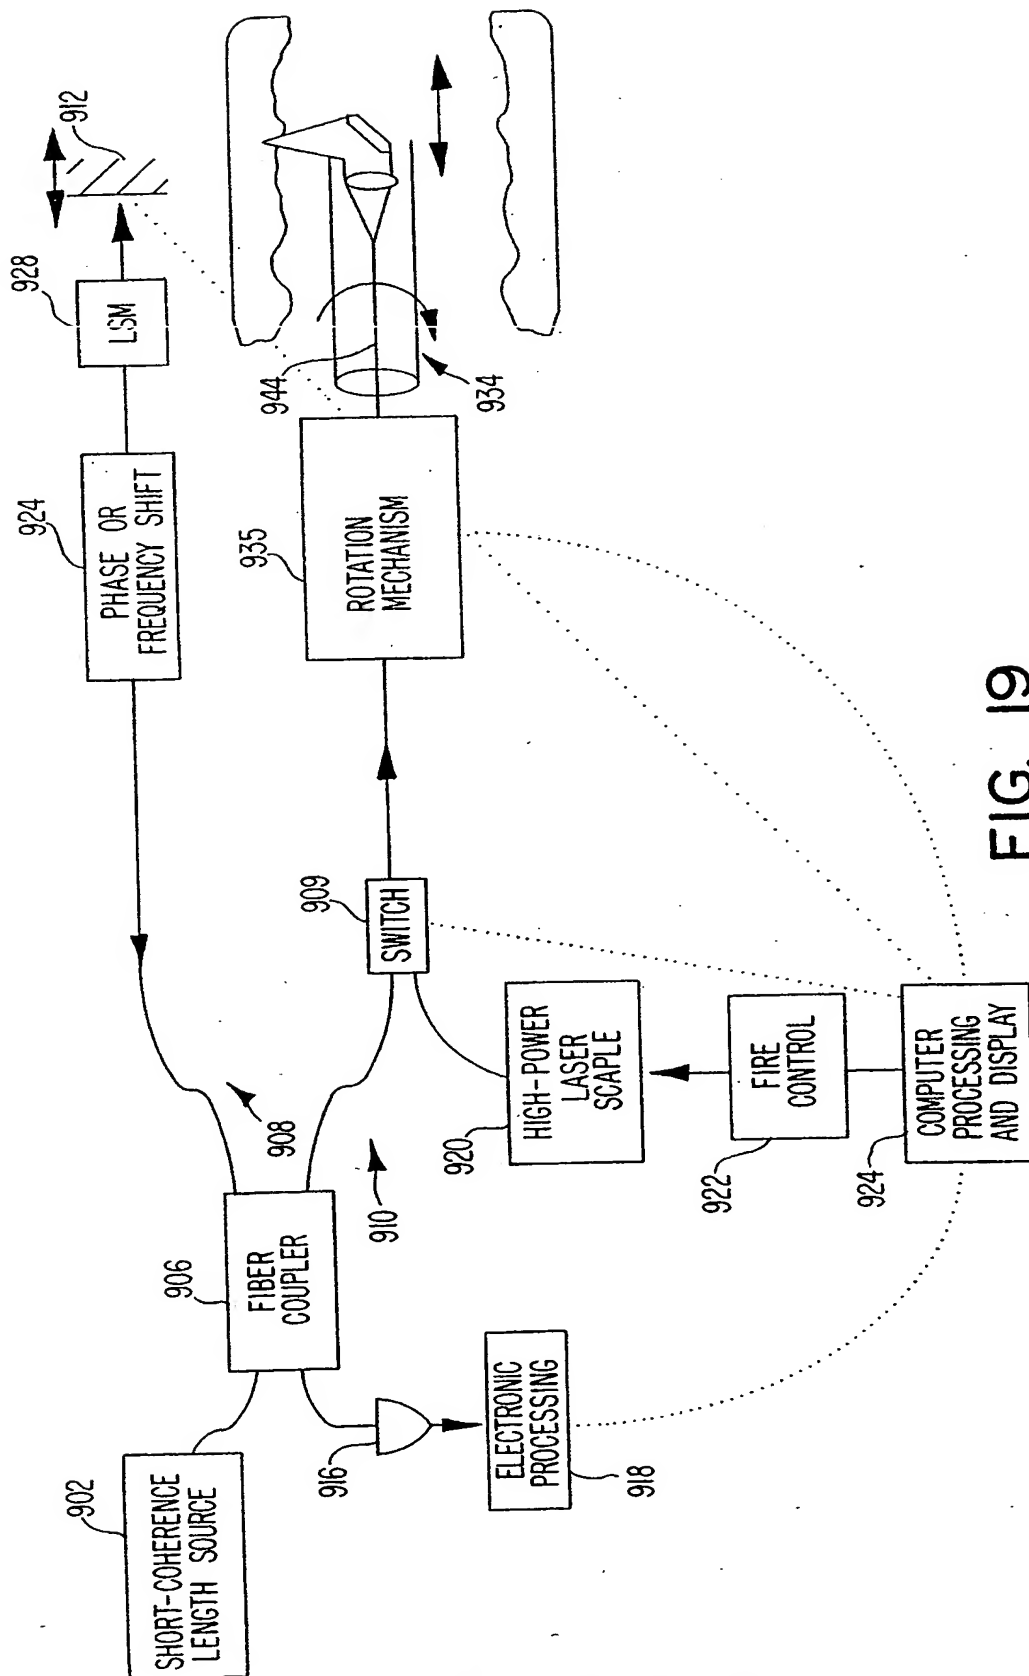 902
SHORT-COHERENCE
LENGTH SOURCE
906
FIBER
COUPLER
916
ELECTRONIC
PROCESSING
918
908
910
924
PHASE OR
FREQUENCY SHIFT
928
LSM
912
909
SWITCH
935
ROTATION
MECHANISM
944
934
920
HIGH-POWER
LASER
SCAPLE
922
FIRE
CONTROL
924
COMPUTER
PROCESSING
AND DISPLAY
FIG. 19